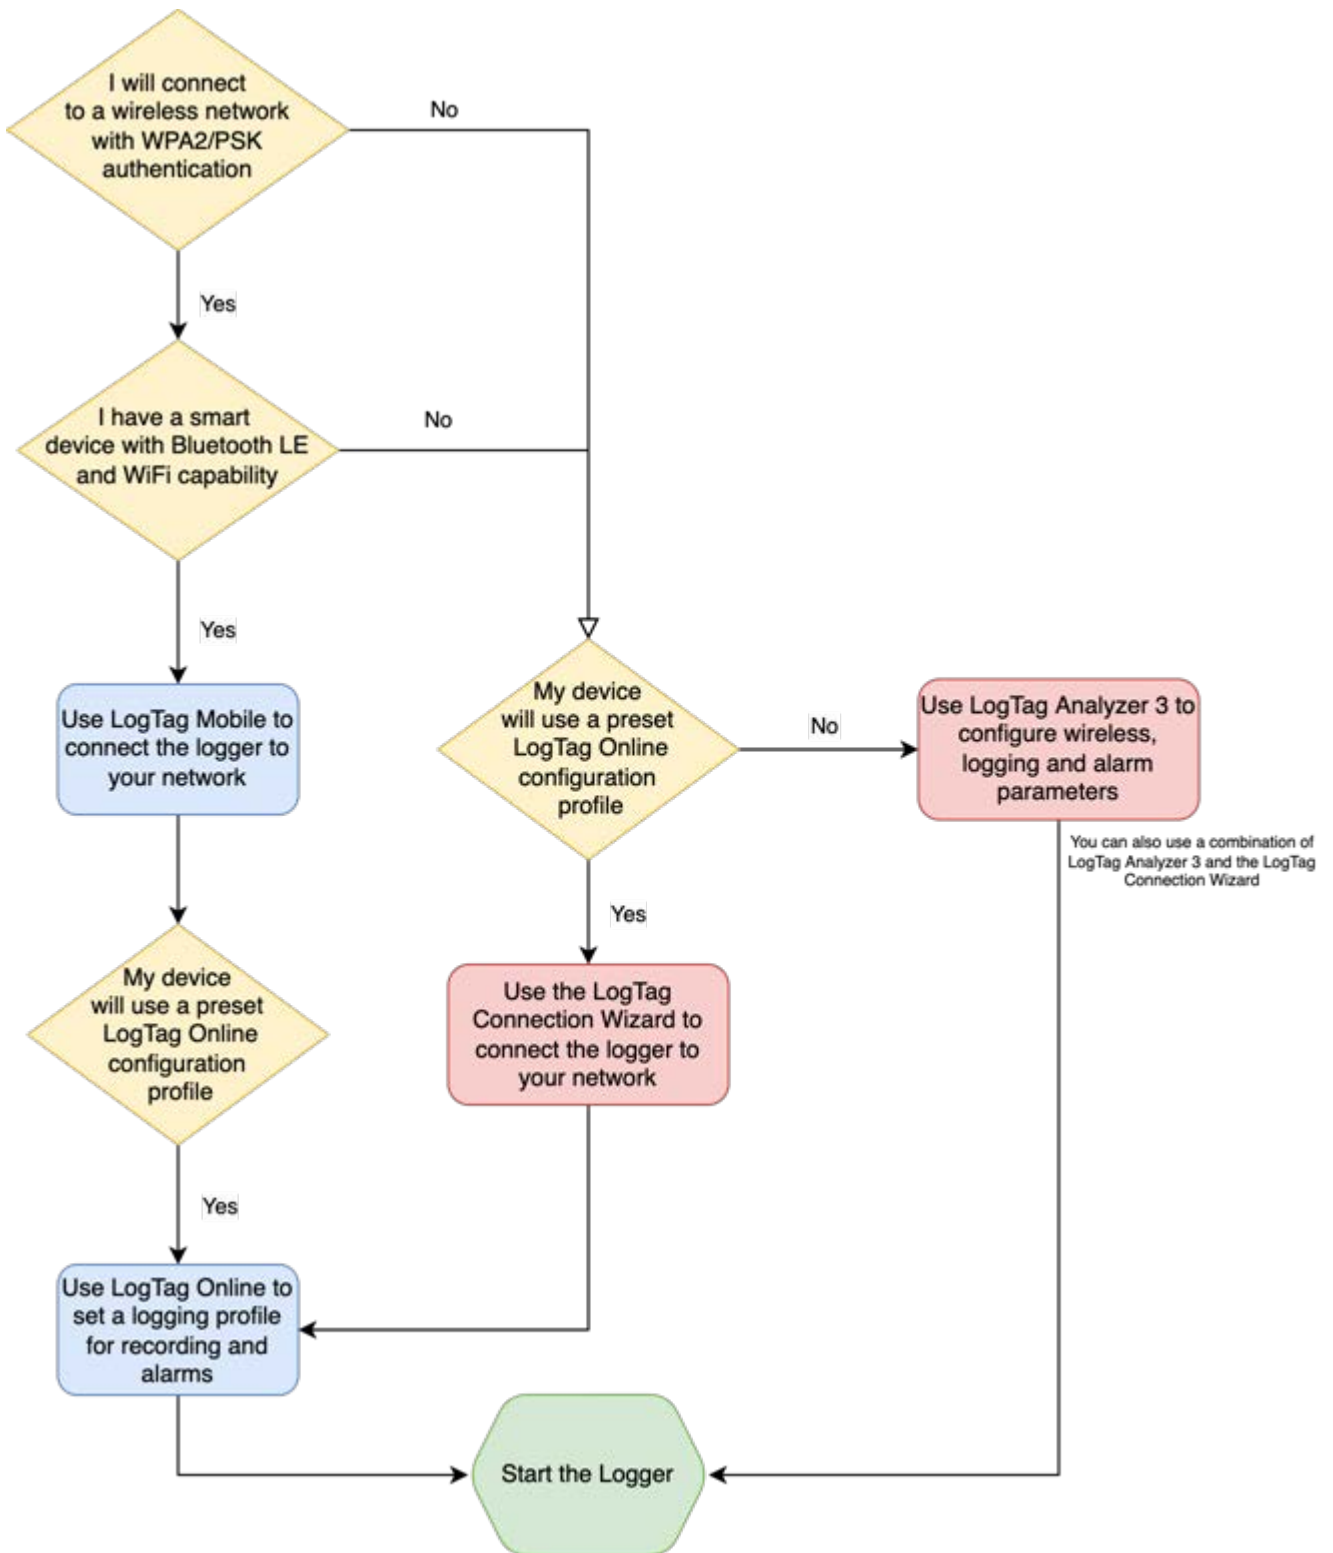 I will connect
to a wireless network
with WPA2/PSK
authentication
No
Yes
I have a smart
device with Bluetooth LE
and WiFi capability
No
Yes
Use LogTag Mobile to
connect the logger to
your network
My device
will use a preset
LogTag Online
configuration
profile
No
Use LogTag Analyzer 3 to
configure wireless,
logging and alarm
parameters
You can also use a combination of
LogTag Analyzer 3 and the LogTag
Connection Wizard
Yes
Use the LogTag
Connection Wizard to
connect the logger to
your network
My device
will use a preset
LogTag Online
configuration
profile
Yes
Use LogTag Online to
set a logging profile
for recording and
alarms
Start the Logger